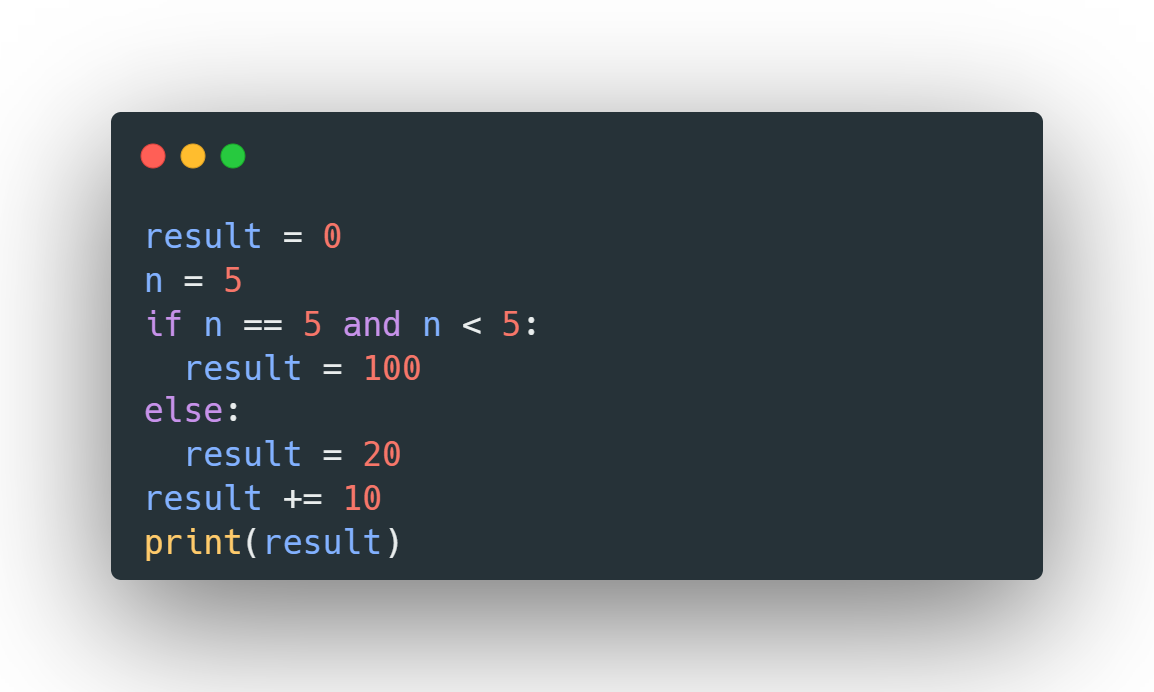 result = 0
n = 5
if n == 5 and n < 5:
  result = 100
else:
  result = 20
result += 10
print(result)